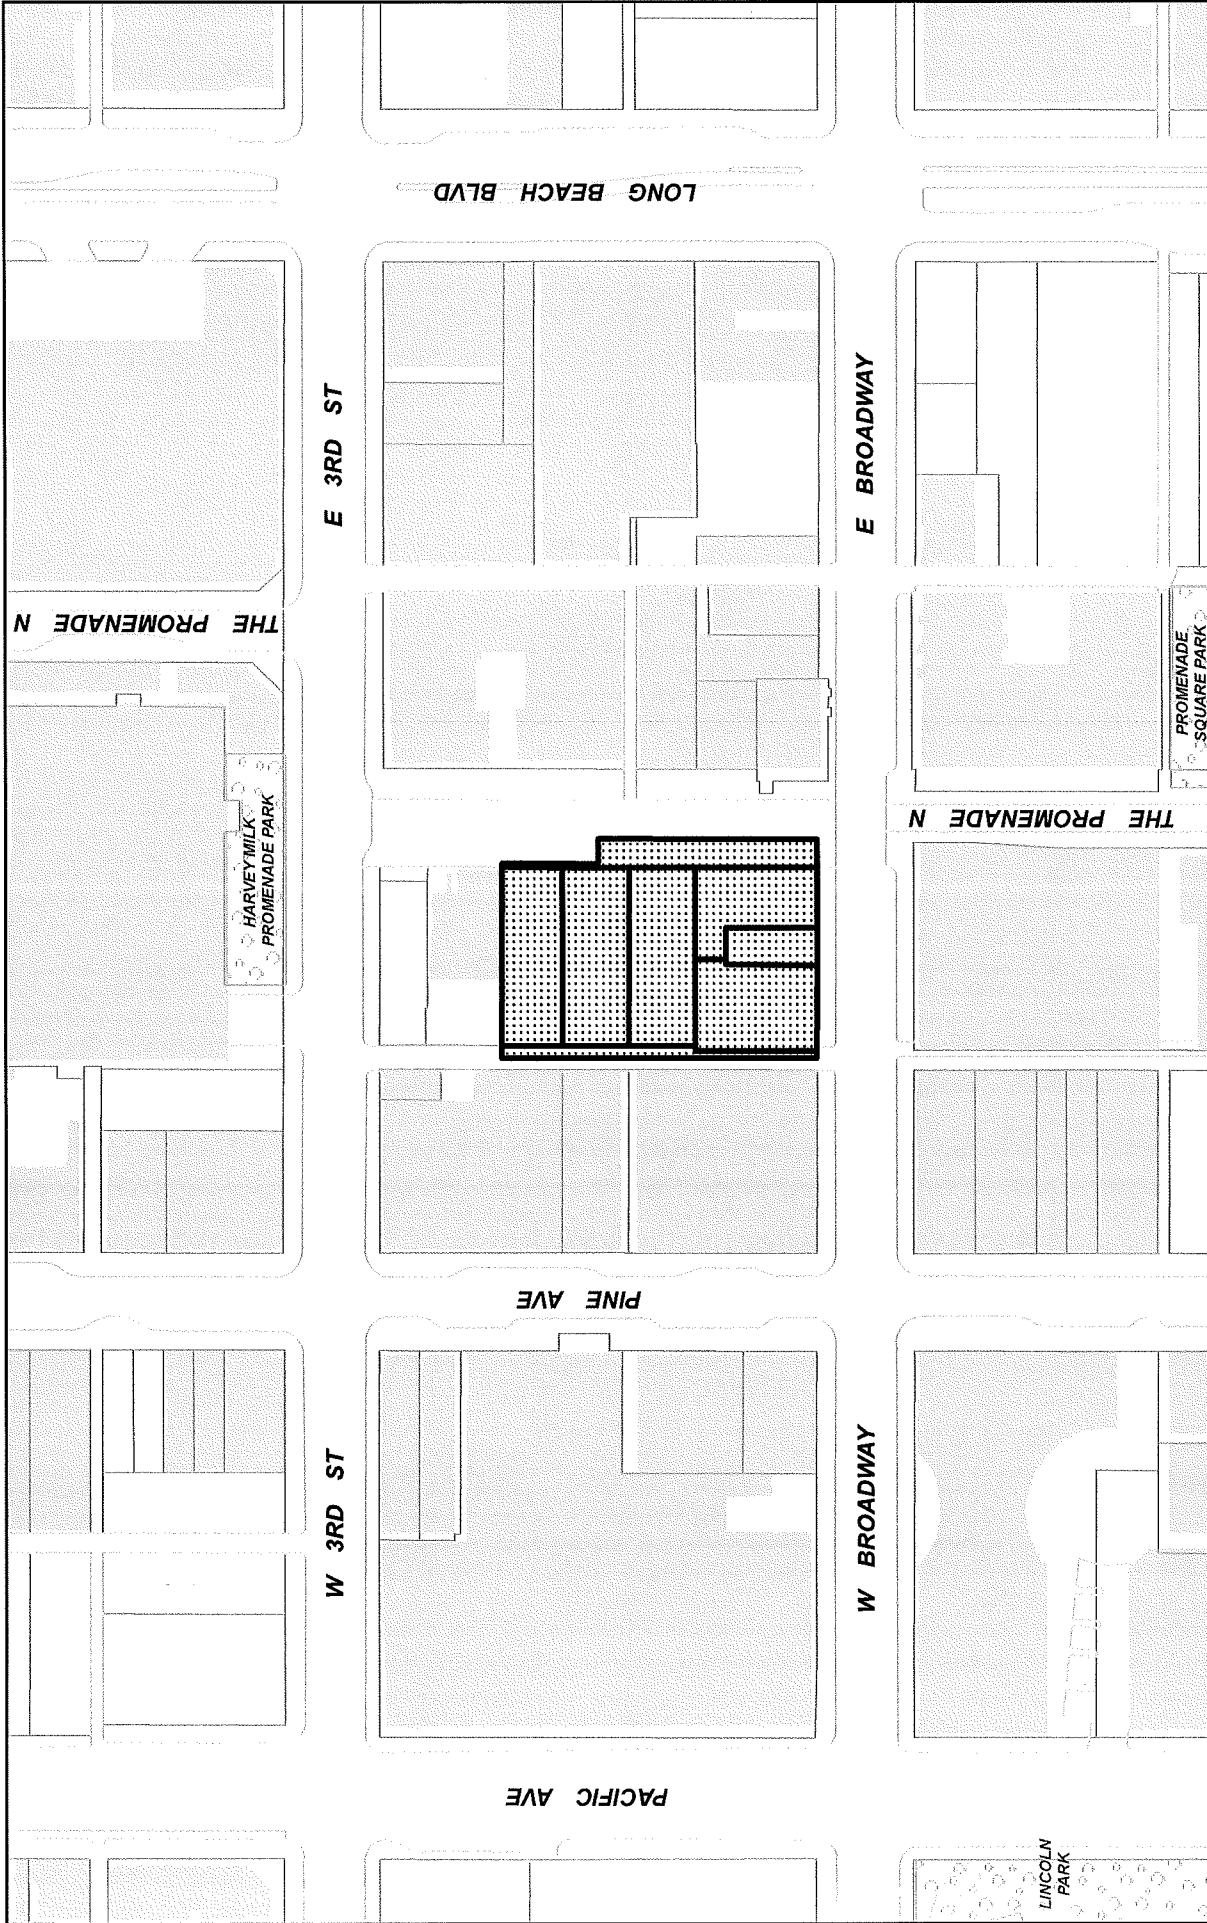 LONG BEACH BLVD
E 3RD ST
E BROADWAY
THE PROMENADE N
HARVEY MILK
PROMENADE PARK
THE PROMENADE N
PROMENADE
SQUARE PARK
PINE AVE
W 3RD ST
W BROADWAY
PACIFIC AVE
LINCOLN
PARK